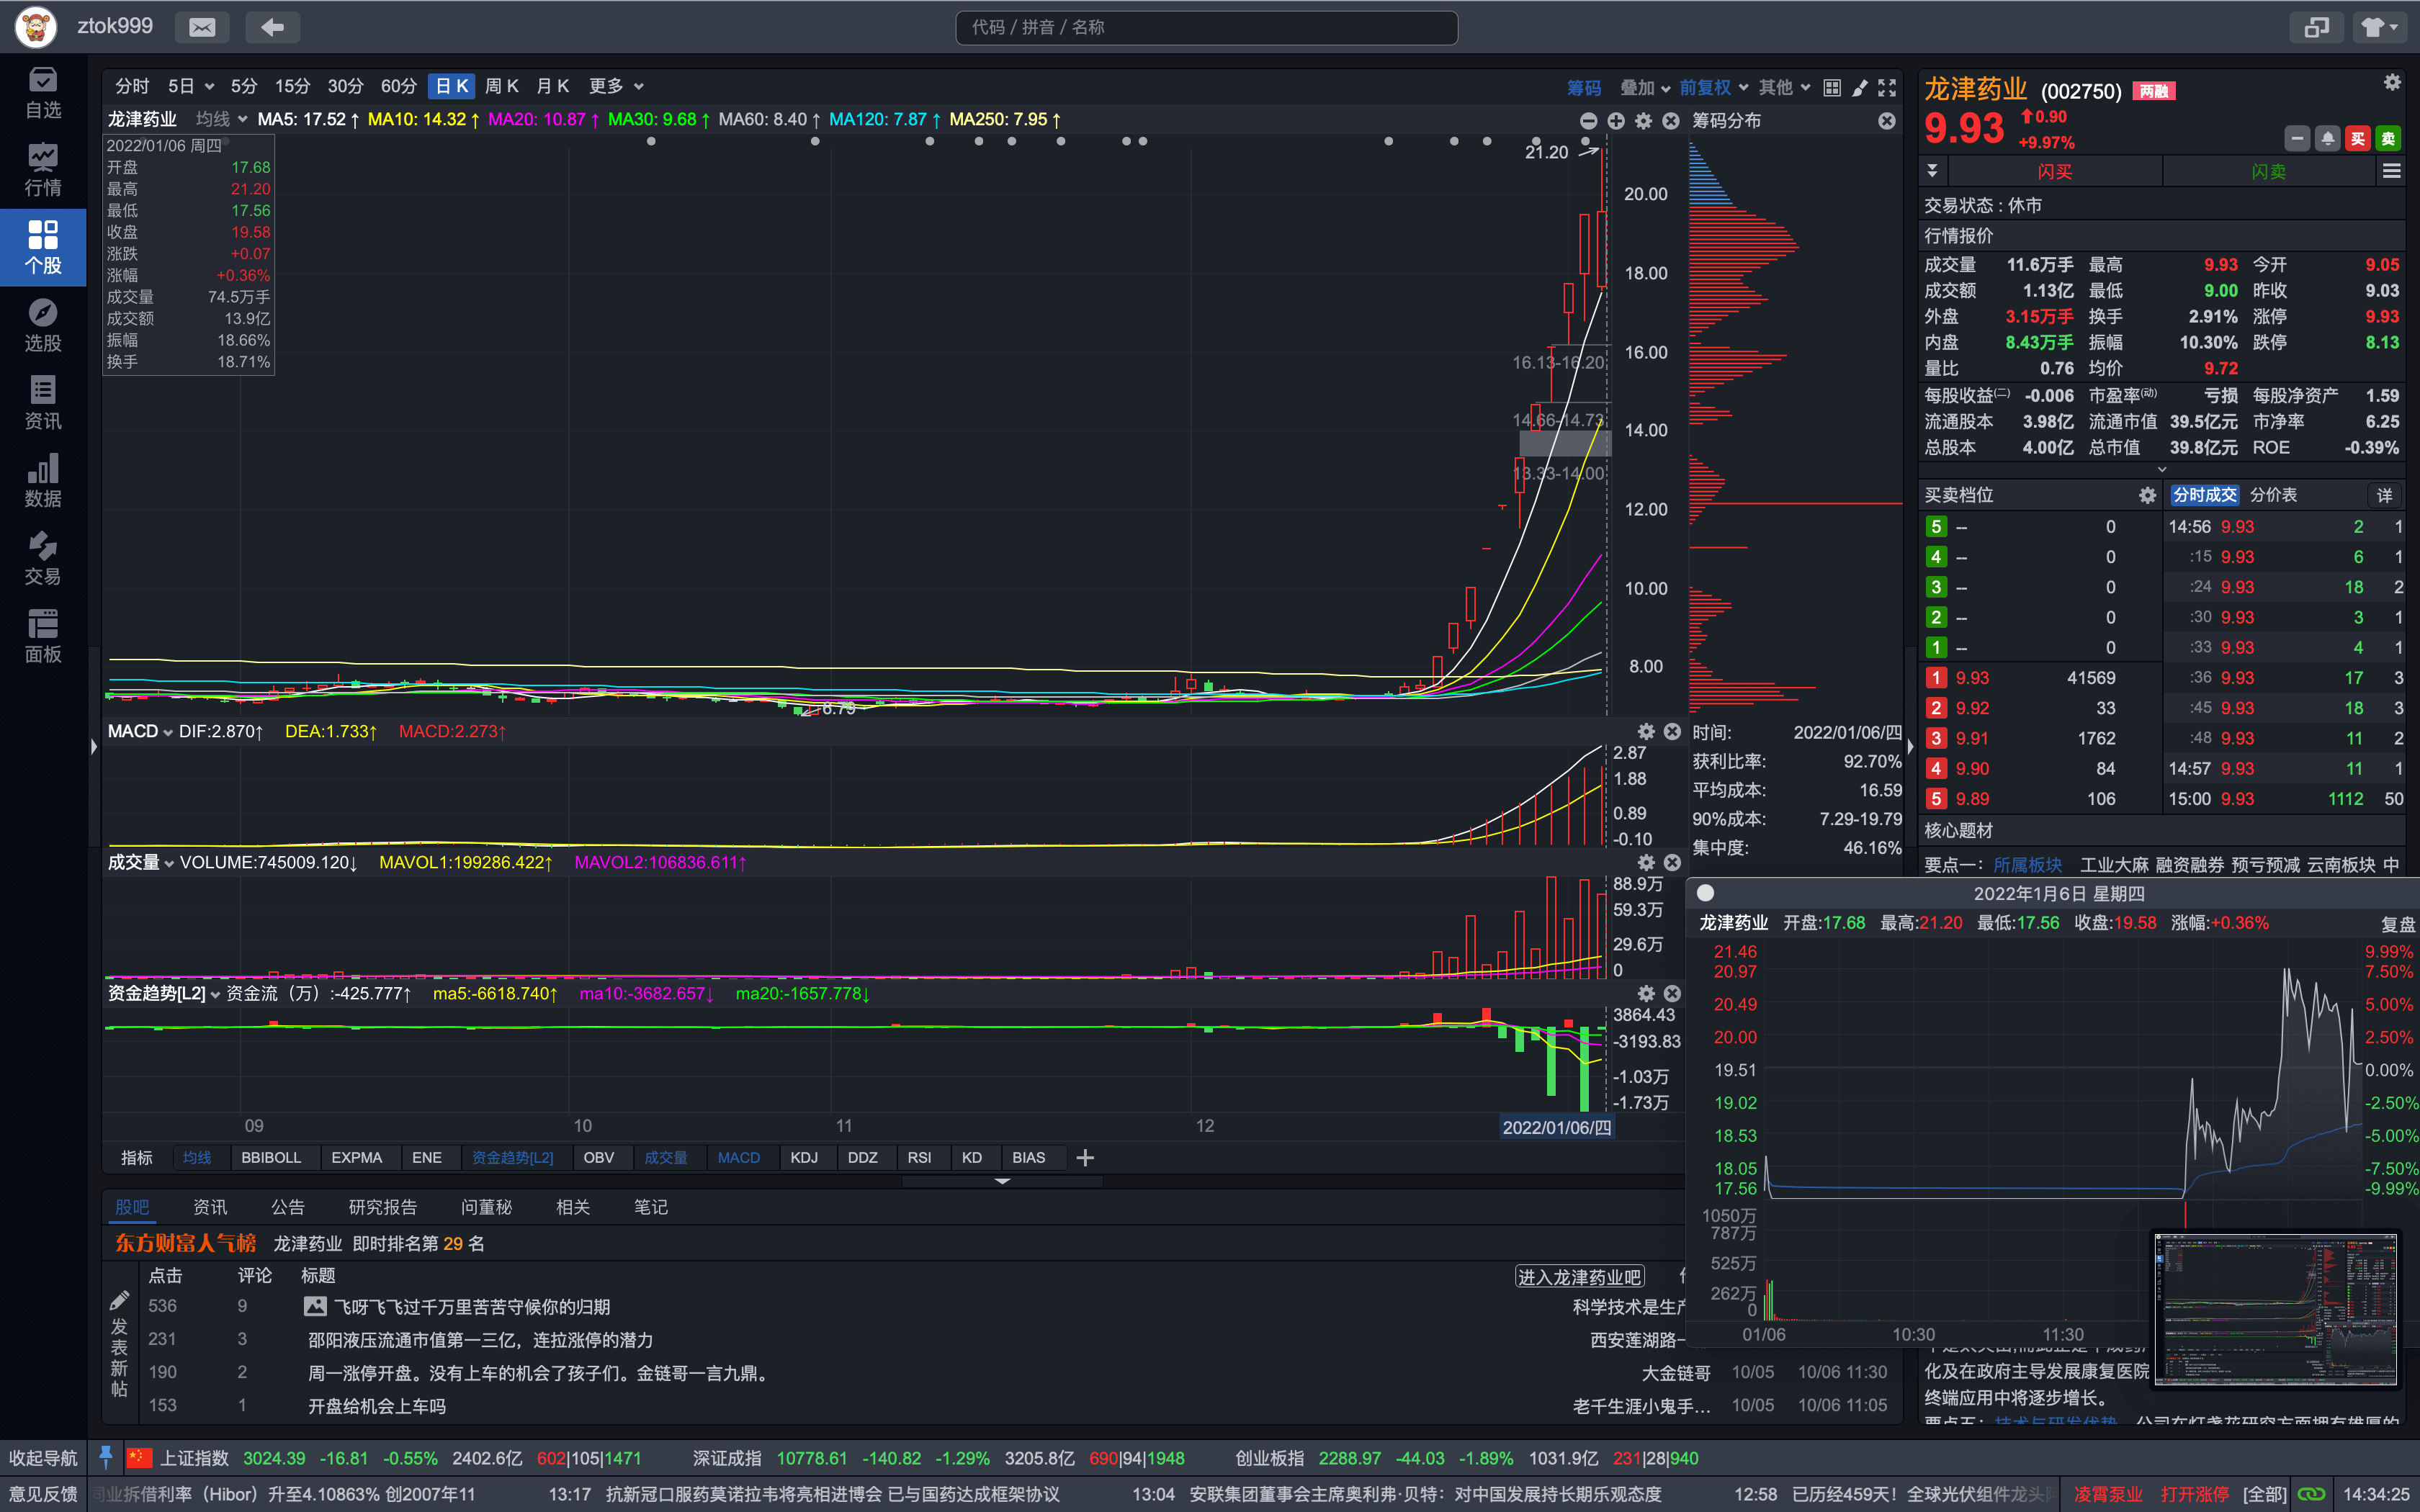 ztok999
代码 / 拼音 / 名称
自选
行情
个股
选股
资讯
数据
交易
面板
分时 5日 5分 15分 30分 60分 日K 周K 月K 更多
筹码 叠加 前复权 其他
龙津药业 均线 MA5: 17.52↑ MA10: 14.32↑ MA20: 10.87↑ MA30: 9.68↑ MA60: 8.40↑ MA120: 7.87↑ MA250: 7.95↑
筹码分布
2022/01/06 周四
开盘 17.68
最高 21.20
最低 17.56
收盘 19.58
涨跌 +0.07
涨幅 +0.36%
成交量 74.5万手
成交额 13.9亿
振幅 18.66%
换手 18.71%
21.20
20.00
18.00
16.00
14.00
12.00
10.00
8.00
16.13-16.20
14.66-14.73
13.33-14.00
6.79
MACD DIF:2.870↑ DEA:1.733↑ MACD:2.273↑
2.87
1.88
0.89
-0.10
成交量 VOLUME:745009.120↓ MAVOL1:199286.422↑ MAVOL2:106836.611↑
88.9万
59.3万
29.6万
0
资金趋势[L2] 资金流（万）:-425.777↑ ma5:-6618.740↑ ma10:-3682.657↓ ma20:-1657.778↓
3864.43
-3193.83
-1.03万
-1.73万
09 10 11 12 2022/01/06/四
指标 均线 BBIBOLL EXPMA ENE 资金趋势[L2] OBV 成交量 MACD KDJ DDZ RSI KD BIAS
时间: 2022/01/06/四
获利比率: 92.70%
平均成本: 16.59
90%成本: 7.29-19.79
集中度: 46.16%
股吧 资讯 公告 研究报告 问董秘 相关 笔记
东方财富人气榜 龙津药业 即时排名第 29 名
点击 评论 标题 进入龙津药业吧
发表新帖
536 9 飞呀飞飞过千万里苦苦守候你的归期 科学技术是生产
231 3 邵阳液压流通市值第一三亿，连拉涨停的潜力 西安莲湖路一
190 2 周一涨停开盘。没有上车的机会了孩子们。金链哥一言九鼎。 大金链哥 10/05 10/06 11:30
153 1 开盘给机会上车吗 老千生涯小鬼手... 10/05 10/06 11:05
龙津药业 (002750) 两融
9.93 0.90
+9.97%
买 卖
闪买 闪卖
交易状态 : 休市
行情报价
成交量 11.6万手 最高 9.93 今开 9.05
成交额 1.13亿 最低 9.00 昨收 9.03
外盘 3.15万手 换手 2.91% 涨停 9.93
内盘 8.43万手 振幅 10.30% 跌停 8.13
量比 0.76 均价 9.72
每股收益(二) -0.006 市盈率(动) 亏损 每股净资产 1.59
流通股本 3.98亿 流通市值 39.5亿元 市净率 6.25
总股本 4.00亿 总市值 39.8亿元 ROE -0.39%
买卖档位 分时成交 分价表 详
5 -- 0 14:56 9.93 2 1
4 -- 0 :15 9.93 6 1
3 -- 0 :24 9.93 18 2
2 -- 0 :30 9.93 3 1
1 -- 0 :33 9.93 4 1
1 9.93 41569 :36 9.93 17 3
2 9.92 33 :45 9.93 18 3
3 9.91 1762 :48 9.93 11 2
4 9.90 84 14:57 9.93 11 1
5 9.89 106 15:00 9.93 1112 50
核心题材
要点一： 所属板块 工业大麻 融资融券 预亏预减 云南板块 中
2022年1月6日 星期四
龙津药业 开盘:17.68 最高:21.20 最低:17.56 收盘:19.58 涨幅:+0.36% 复盘
21.46 9.99%
20.97 7.50%
20.49 5.00%
20.00 2.50%
19.51 0.00%
19.02 -2.50%
18.53 -5.00%
18.05 -7.50%
17.56 -9.99%
1050万
787万
525万
262万
0
01/06 10:30 11:30
化及在政府主导发展康复医院
终端应用中将逐步增长。
要点五： 技术与研发优势 公司在灯盏花研究方面拥有雄厚的
收起导航 上证指数 3024.39 -16.81 -0.55% 2402.6亿 602|105|1471 深证成指 10778.61 -140.82 -1.29% 3205.8亿 690|94|1948 创业板指 2288.97 -44.03 -1.89% 1031.9亿 231|28|940
意见反馈 同业拆借利率（Hibor）升至4.10863% 创2007年11 13:17 抗新冠口服药莫诺拉韦将亮相进博会 已与国药达成框架协议 13:04 安联集团董事会主席奥利弗·贝特：对中国发展持长期乐观态度 12:58 已历经459天！全球光伏组件龙头 凌霄泵业 打开涨停 [全部] 14:34:25